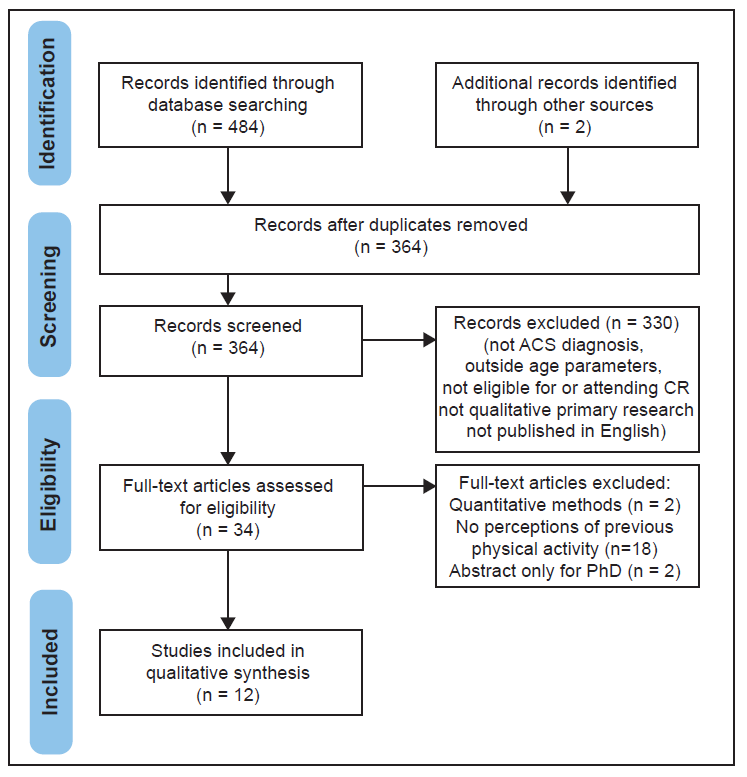 Identification
Records identified through
database searching
(n = 484)
Additional records identified
through other sources
(n = 2)
Screening
Records after duplicates removed
(n = 364)
Records screened
(n = 364)
Records excluded (n = 330)
(not ACS diagnosis,
outside age parameters,
not eligible for or attending CR
not qualitative primary research
not published in English)
Eligibility
Full-text articles assessed
for eligibility
(n = 34)
Full-text articles excluded:
Quantitative methods (n = 2)
No perceptions of previous
physical activity (n=18)
Abstract only for PhD (n = 2)
Included
Studies included in
qualitative synthesis
(n = 12)